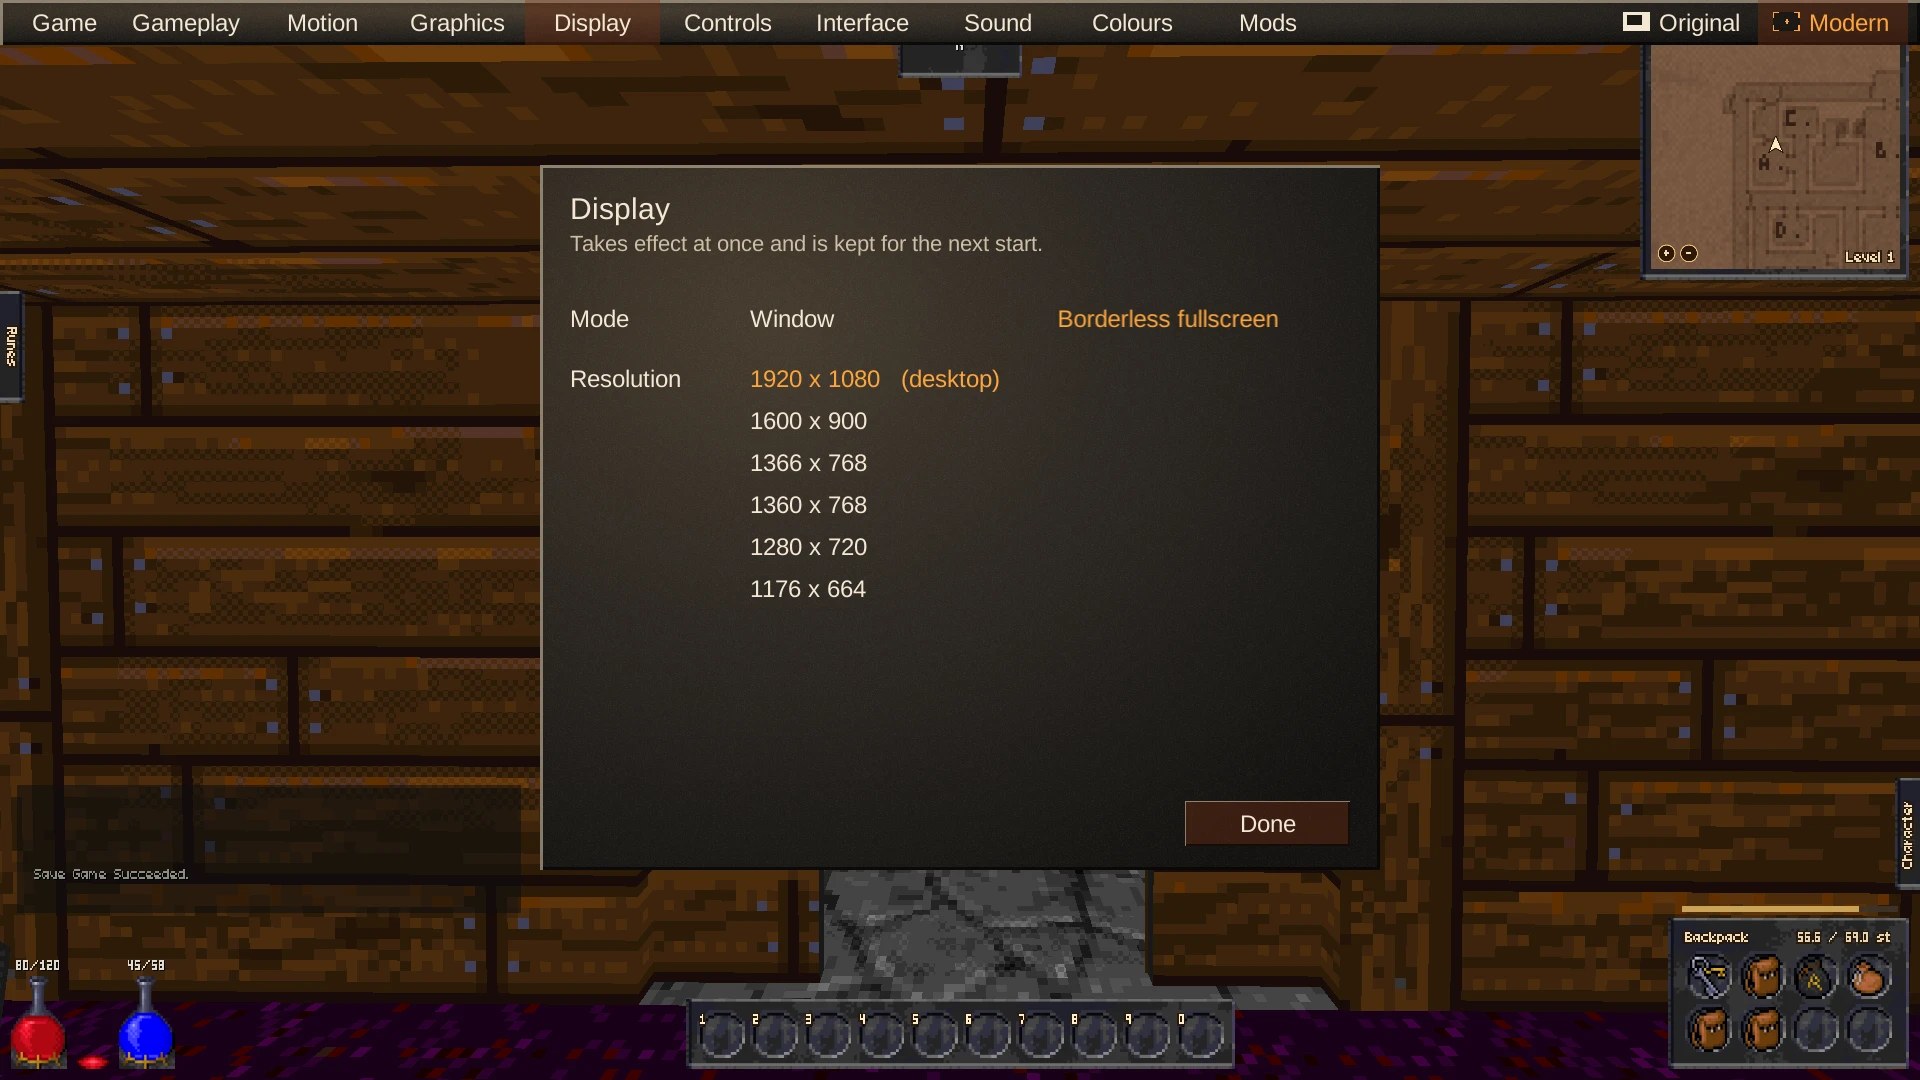 Game Gameplay Motion Graphics Display Controls Interface Sound Colours Mods Original Modern
C.
A.
B.
D.
Level 1
Runes
Display
Takes effect at once and is kept for the next start.
Mode Window Borderless fullscreen
Resolution 1920 x 1080 (desktop)
1600 x 900
1366 x 768
1360 x 768
1280 x 720
1176 x 664
Done
Character
Save Game Succeeded.
Backpack 56.6 / 69.0 st
80/120 45/58
1 2 3 4 5 6 7 8 9 0